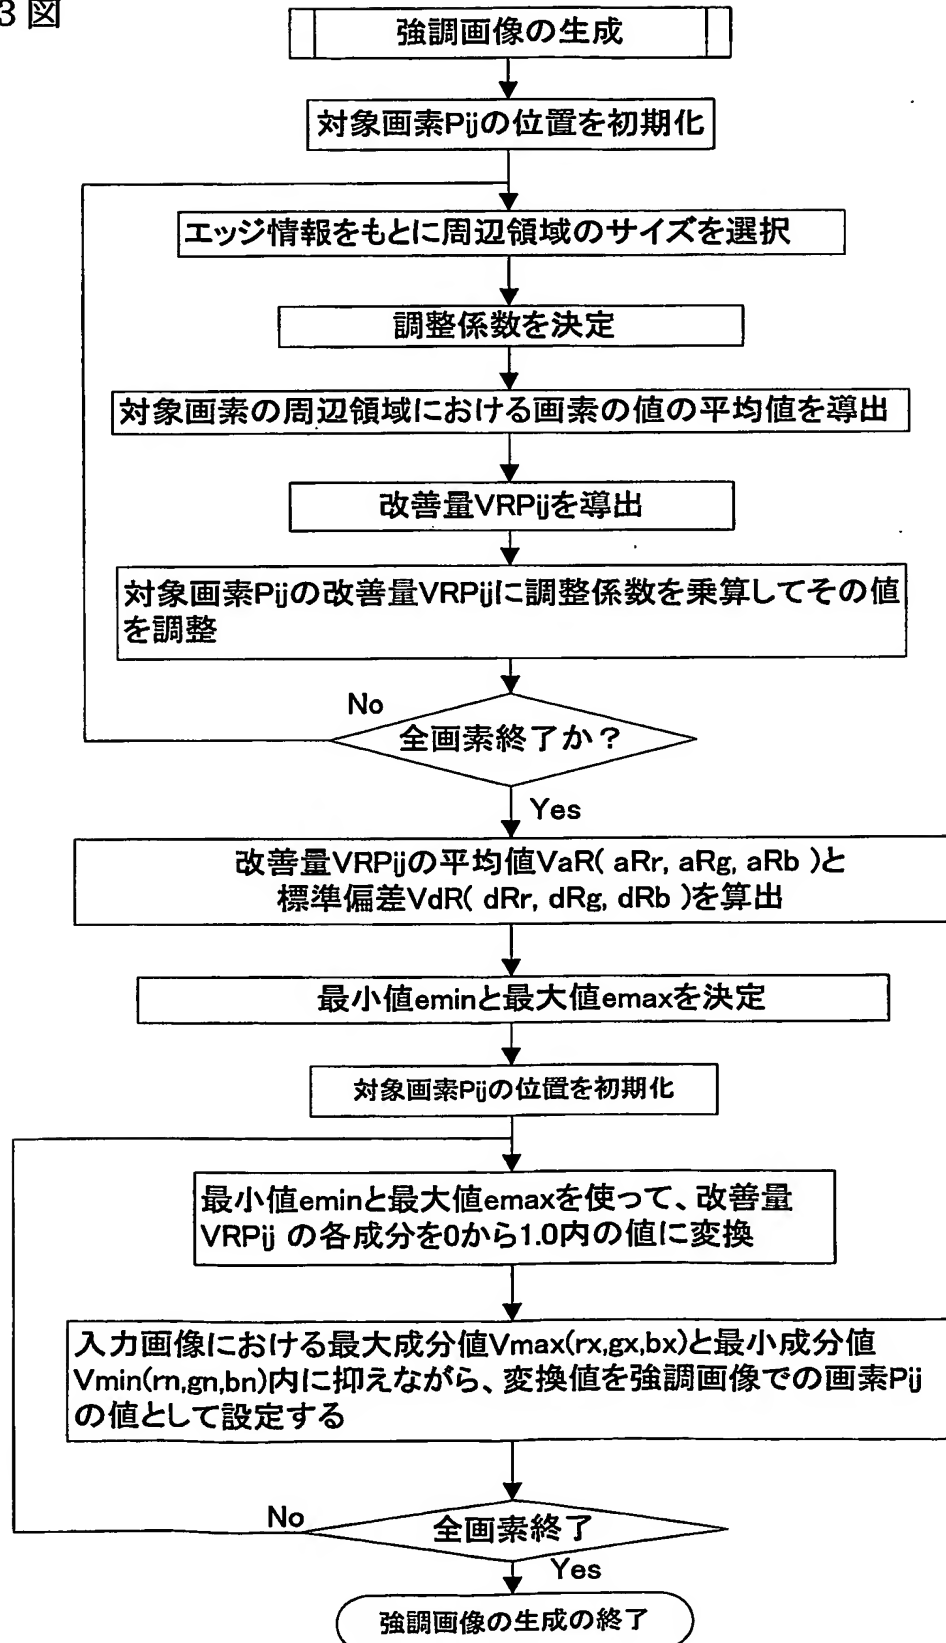 3図
強調画像の生成
対象画素Pijの位置を初期化
エッジ情報をもとに周辺領域のサイズを選択
調整係数を決定
対象画素の周辺領域における画素の値の平均値を導出
改善量VRPijを導出
対象画素Pijの改善量VRPijに調整係数を乗算してその値
を調整
No
全画素終了か?
Yes
改善量VRPijの平均値VaR( aRr, aRg, aRb )と
標準偏差VdR( dRr, dRg, dRb )を算出
最小値eminと最大値emaxを決定
対象画素Pijの位置を初期化
最小値eminと最大値emaxを使って、改善量
VRPij の各成分を0から1.0内の値に変換
入力画像における最大成分値Vmax(rx,gx,bx)と最小成分値
Vmin(rn,gn,bn)内に抑えながら、変換値を強調画像での画素Pij
の値として設定する
No
全画素終了
Yes
強調画像の生成の終了